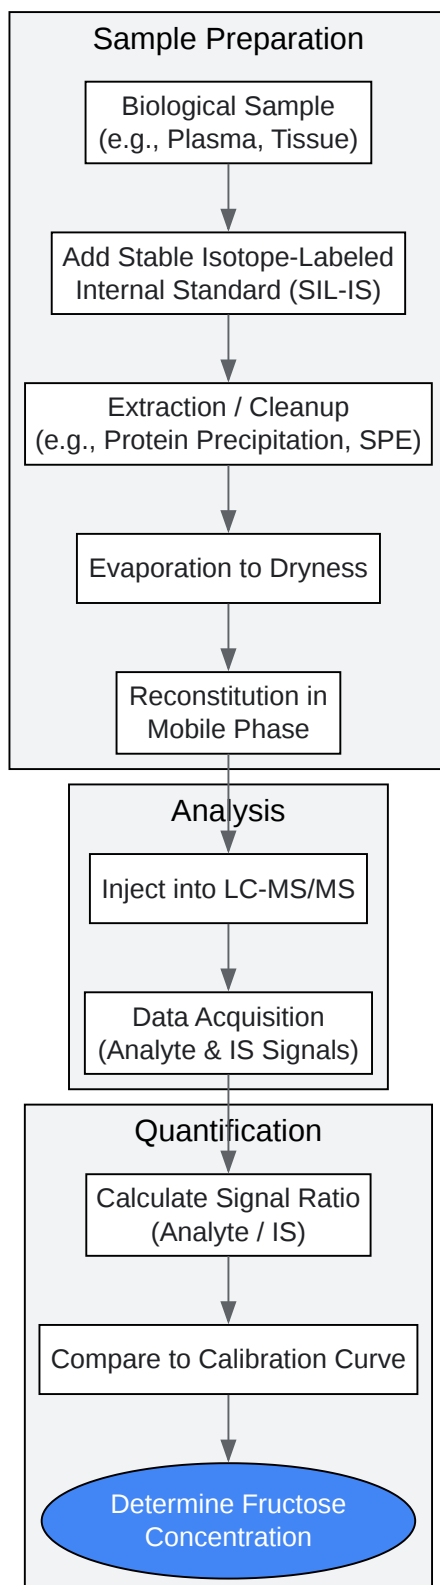 Sample Preparation
Biological Sample
(e.g., Plasma, Tissue)
Add Stable Isotope-Labeled
Internal Standard (SIL-IS)
Extraction / Cleanup
(e.g., Protein Precipitation, SPE)
Evaporation to Dryness
Reconstitution in
Mobile Phase
Analysis
Inject into LC-MS/MS
Data Acquisition
(Analyte & IS Signals)
Quantification
Calculate Signal Ratio
(Analyte / IS)
Compare to Calibration Curve
Determine Fructose
Concentration